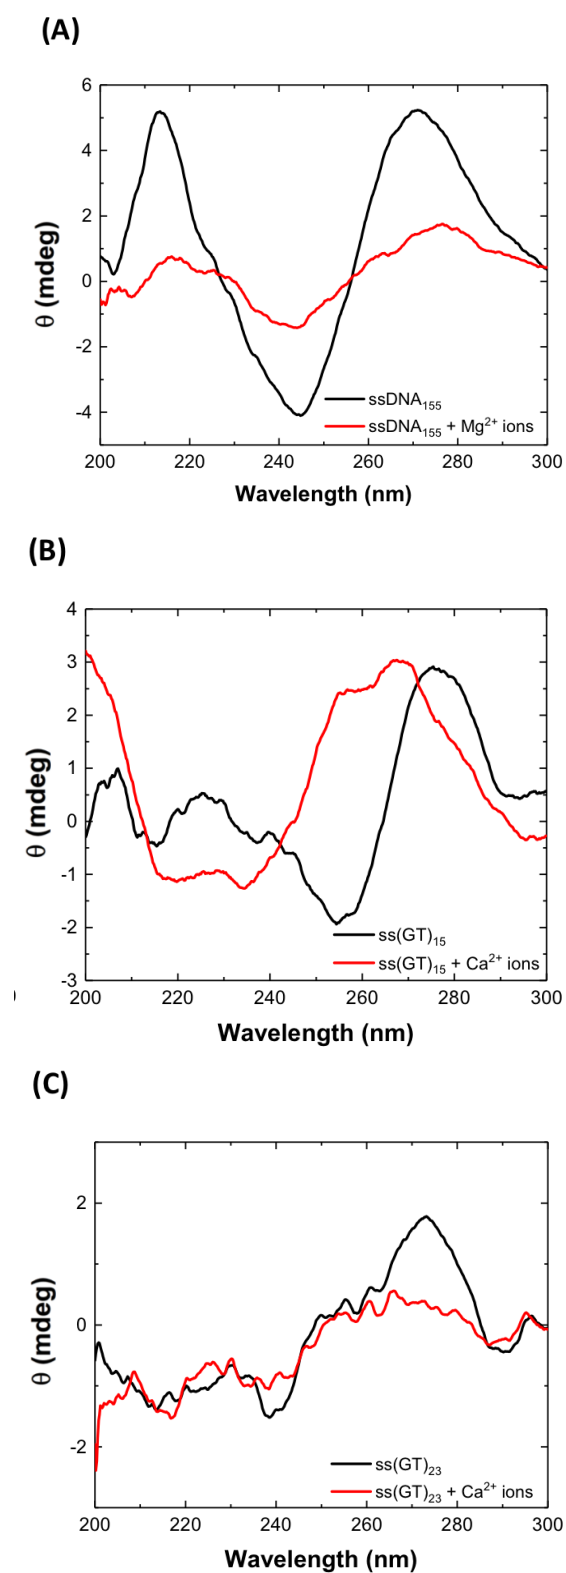 (A)
6
4
2
0
-2
-4
θ (mdeg)
ssDNA₁₅₅
ssDNA₁₅₅ + Mg²⁺ ions
200 220 240 260 280 300
Wavelength (nm)
(B)
4
3
2
1
0
-1
-2
-3
θ (mdeg)
ss(GT)₁₅
ss(GT)₁₅ + Ca²⁺ ions
200 220 240 260 280 300
Wavelength (nm)
(C)
2
0
-2
θ (mdeg)
ss(GT)₂₃
ss(GT)₂₃ + Ca²⁺ ions
200 220 240 260 280 300
Wavelength (nm)